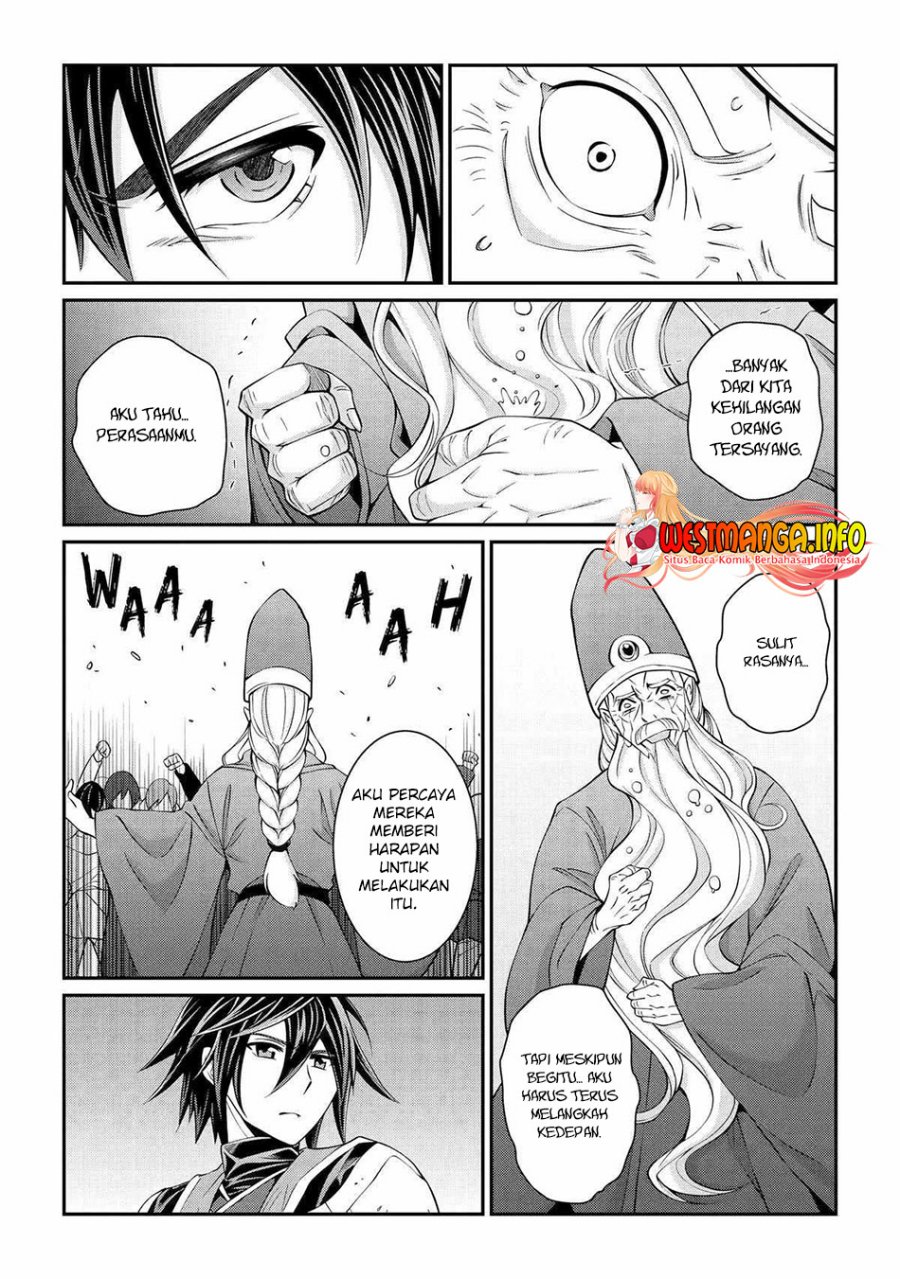 ...BANYAK
DARI KITA
KEHILANGAN
ORANG
TERSAYANG.
AKU TAHU...
PERASAANMU.
WESTMANGA.INFO
Situs Baca Komik Berbahasa Indonesia
SULIT
RASANYA...
TAPI MESKIPUN
BEGITU... AKU
HARUS TERUS
MELANGKAH
KEDEPAN.
WAAA
AAH
AKU PERCAYA
MEREKA
MEMBERI
HARAPAN
UNTUK
MELAKUKAN
ITU.